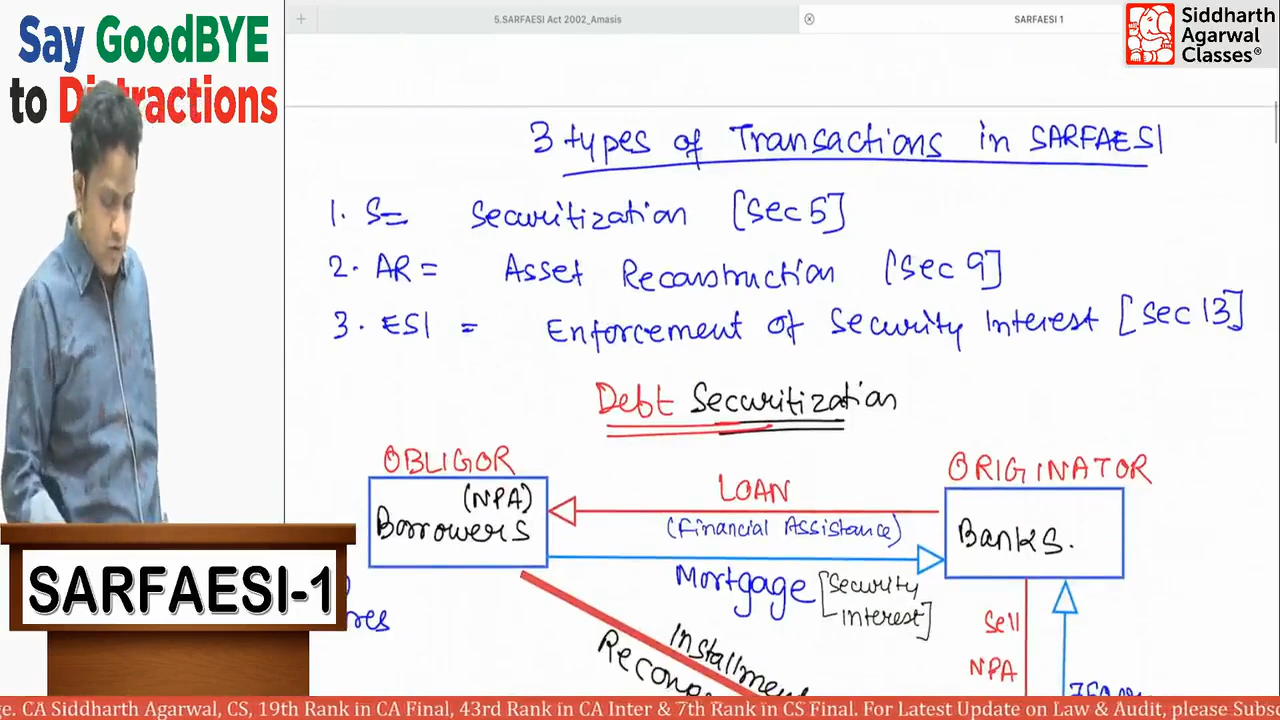 Say GoodBYE
to Distractions
5.SARFAESI Act 2002_Amasis
SARFAESI 1
Siddharth
Agarwal
Classes®
3 types of Transactions in SARFAESI
1. S= Securitization [Sec 5]
2. AR= Asset Reconstruction [Sec 9]
3. ESI = Enforcement of Security Interest [Sec 13]
Debt Securitization
OBLIGOR
(NPA)
Borrowers
LOAN
(Financial Assistance)
ORIGINATOR
Banks.
Mortgage [Security
Interest]
Installment
Sell
NPA
SARFAESI-1
CA Siddharth Agarwal, CS, 19th Rank in CA Final, 43rd Rank in CA Inter & 7th Rank in CS Final. For Latest Update on Law & Audit, please